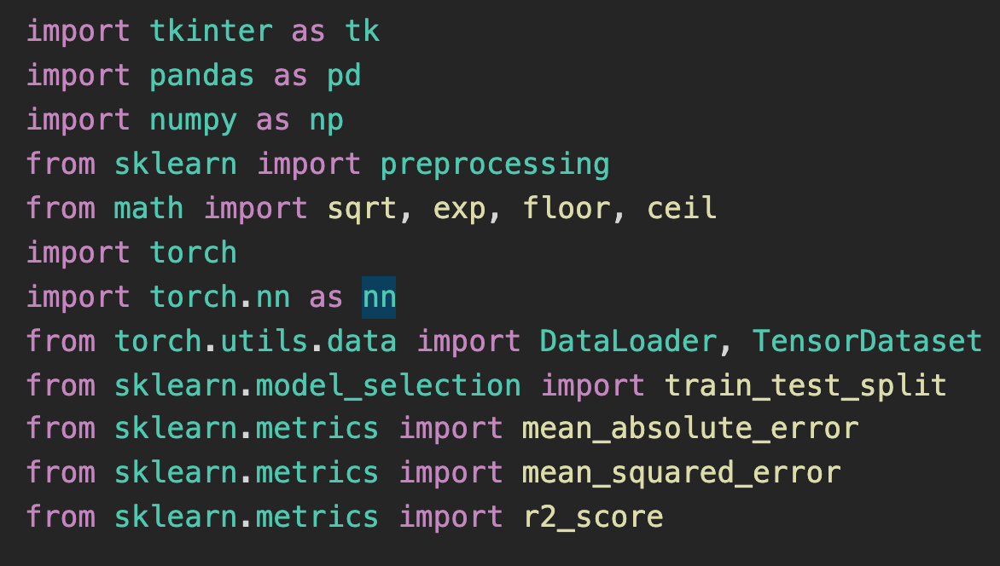 import tkinter as tk
import pandas as pd
import numpy as np
from sklearn import preprocessing
from math import sqrt, exp, floor, ceil
import torch
import torch.nn as nn
from torch.utils.data import DataLoader, TensorDataset
from sklearn.model_selection import train_test_split
from sklearn.metrics import mean_absolute_error
from sklearn.metrics import mean_squared_error
from sklearn.metrics import r2_score